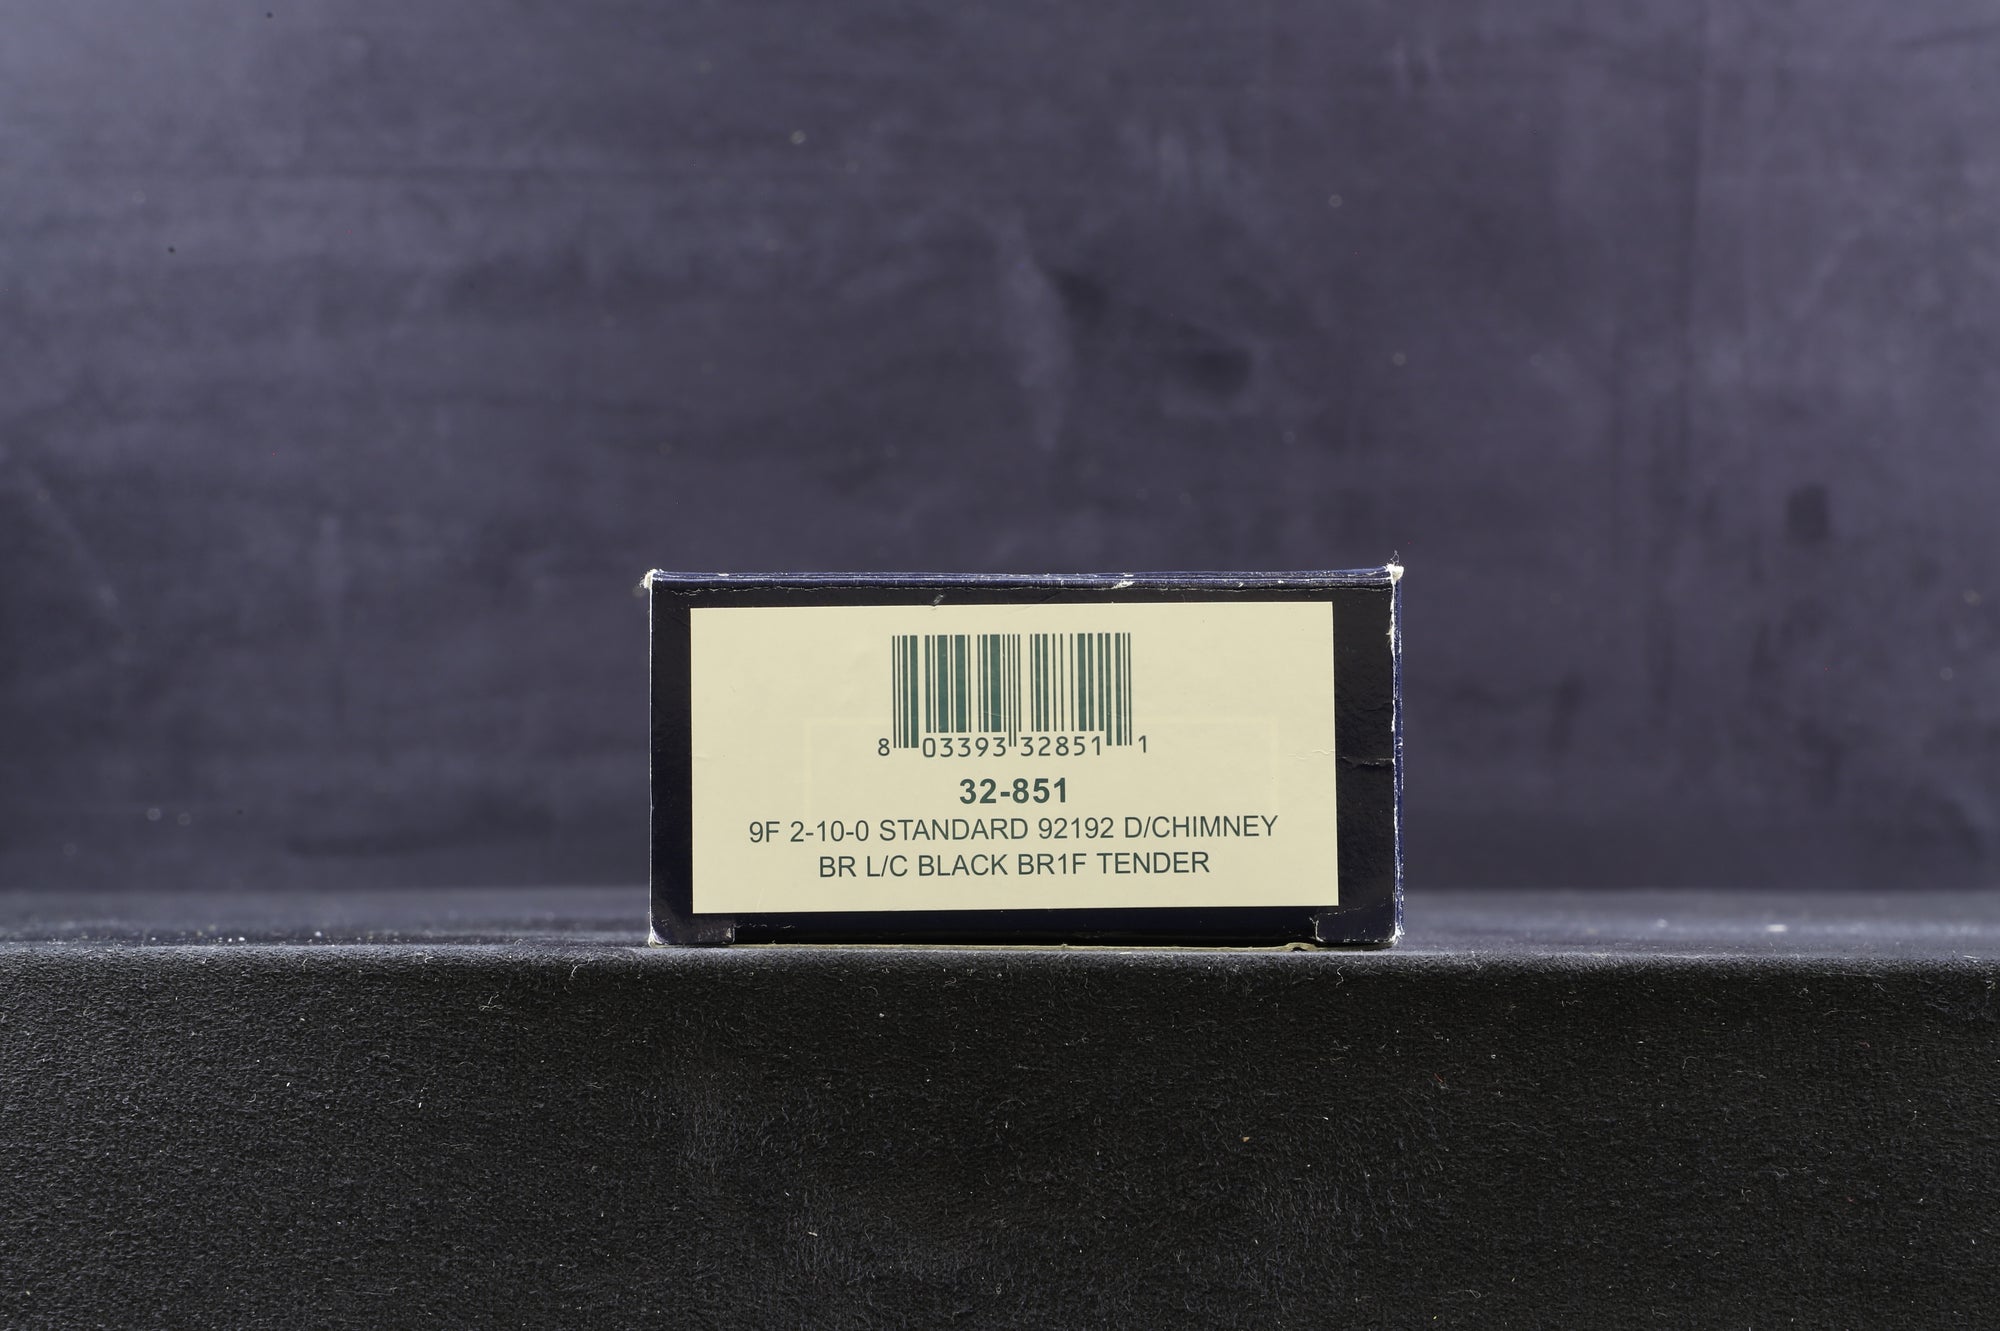 8 03393 32851 1
32-851
9F 2-10-0 STANDARD 92192 D/CHIMNEY
BR L/C BLACK BR1F TENDER